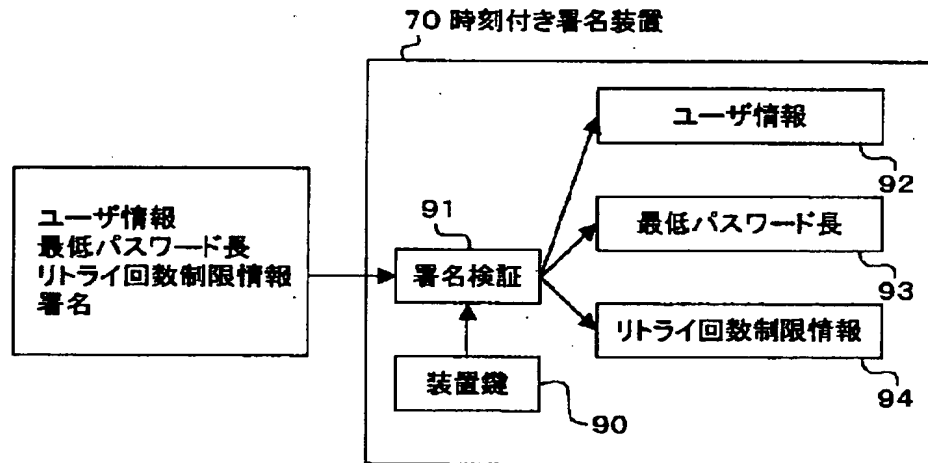 70 時刻付き署名装置
ユーザ情報
最低パスワード長
リトライ回数制限情報
署名
91
署名検証
装置鍵
90
ユーザ情報
92
最低パスワード長
93
リトライ回数制限情報
94